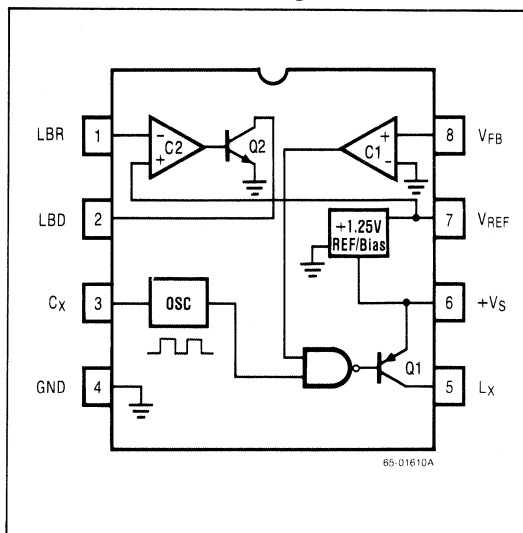 LBR 1
LBD 2
CX 3
GND 4
8 VFB
7 VREF
6 +VS
5 LX
- + C2
Q2
+ - C1
+1.25V
REF/Bias
OSC
Q1
65-01610A